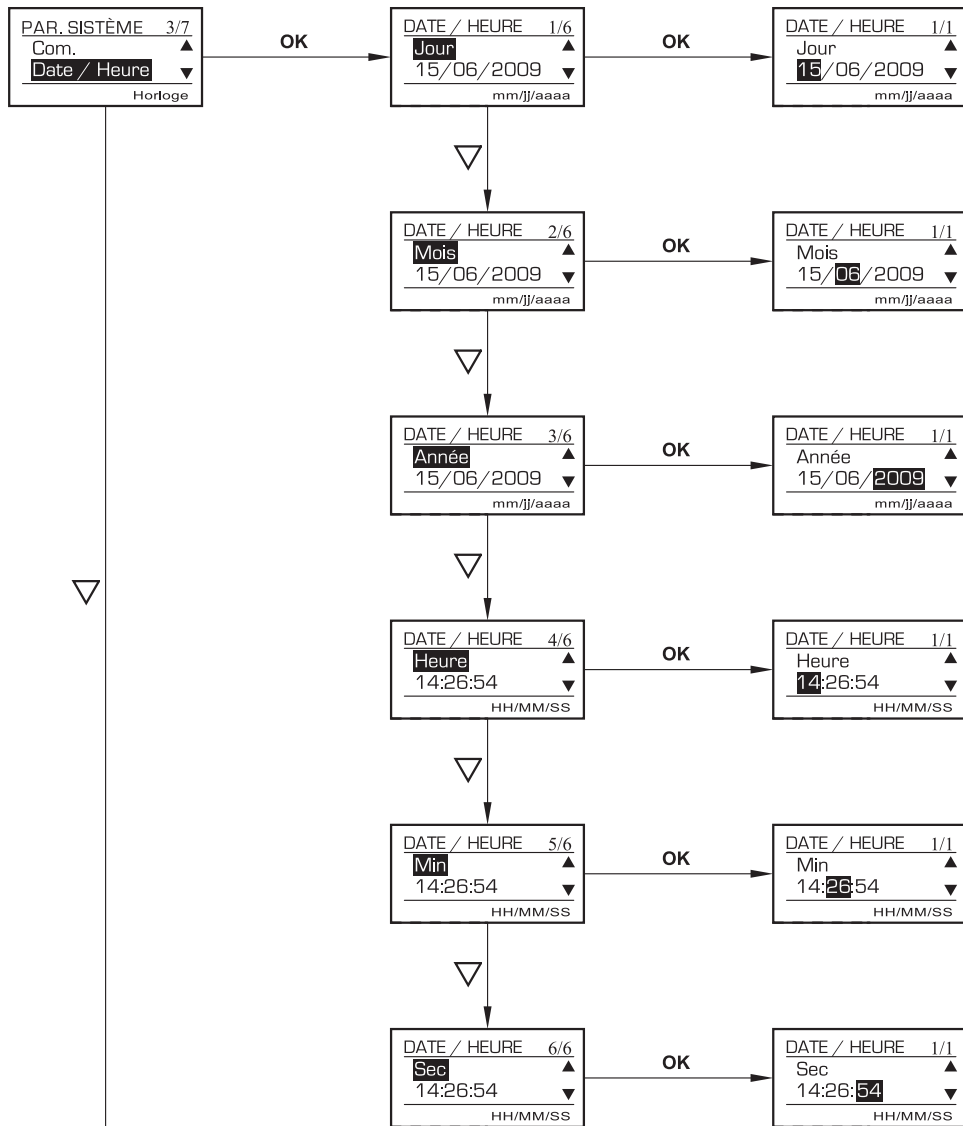 PAR. SISTÈME 3/7
Com.
Date / Heure
Horloge
OK
DATE / HEURE 1/6
Jour
15/06/2009
mm/jj/aaaa
OK
DATE / HEURE 1/1
Jour
15/06/2009
mm/jj/aaaa
DATE / HEURE 2/6
Mois
15/06/2009
mm/jj/aaaa
OK
DATE / HEURE 1/1
Mois
15/06/2009
mm/jj/aaaa
DATE / HEURE 3/6
Année
15/06/2009
mm/jj/aaaa
OK
DATE / HEURE 1/1
Année
15/06/2009
mm/jj/aaaa
DATE / HEURE 4/6
Heure
14:26:54
HH/MM/SS
OK
DATE / HEURE 1/1
Heure
14:26:54
HH/MM/SS
DATE / HEURE 5/6
Min
14:26:54
HH/MM/SS
OK
DATE / HEURE 1/1
Min
14:26:54
HH/MM/SS
DATE / HEURE 6/6
Sec
14:26:54
HH/MM/SS
OK
DATE / HEURE 1/1
Sec
14:26:54
HH/MM/SS